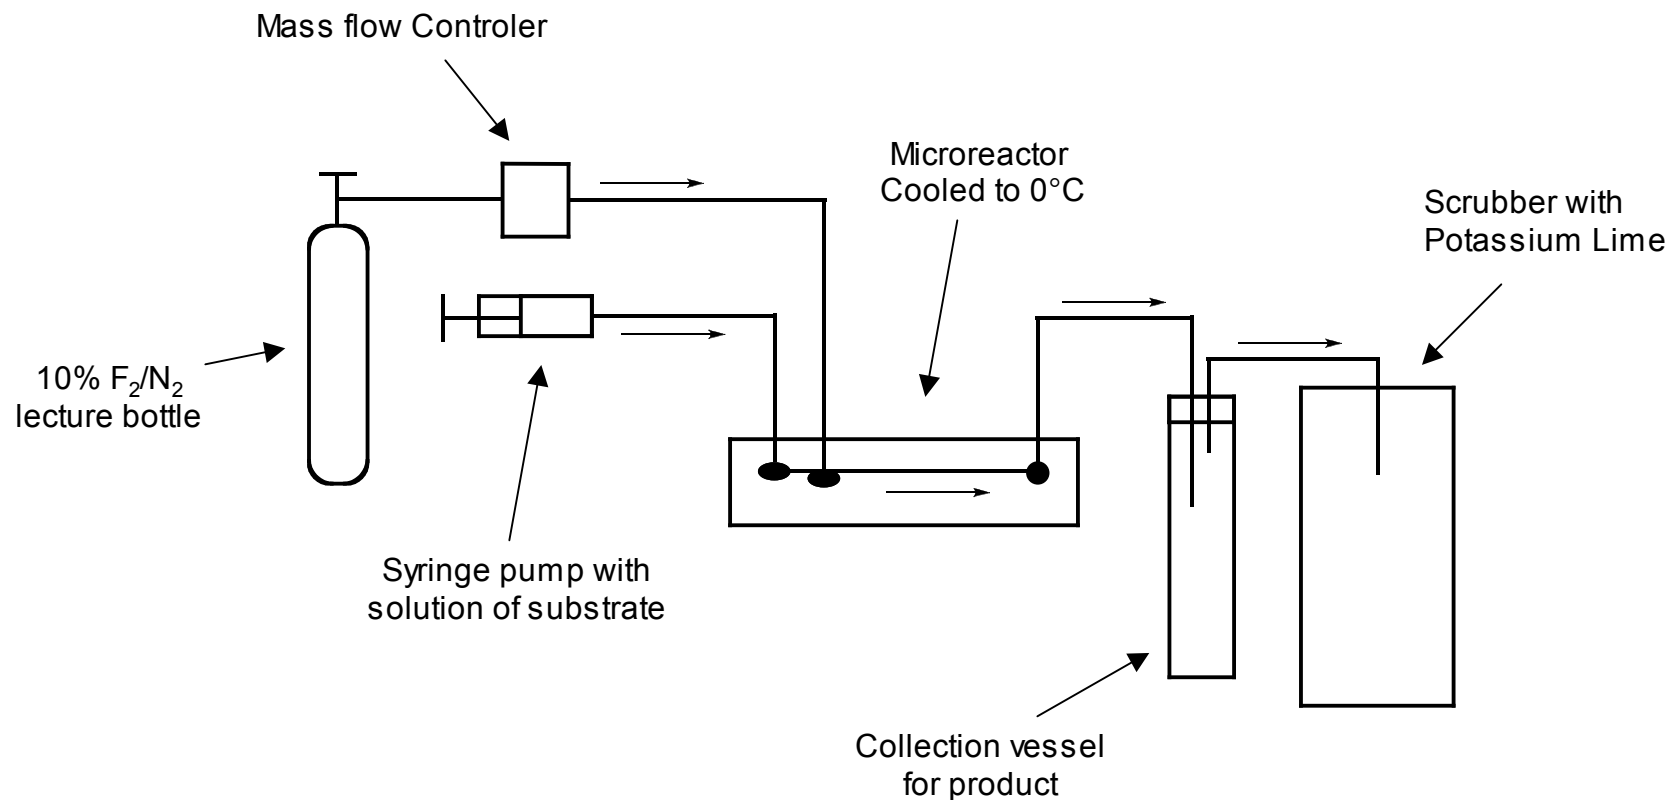 Mass flow Controler
Microreactor
Cooled to 0°C
Scrubber with
Potassium Lime
10% F₂/N₂
lecture bottle
Syringe pump with
solution of substrate
Collection vessel
for product